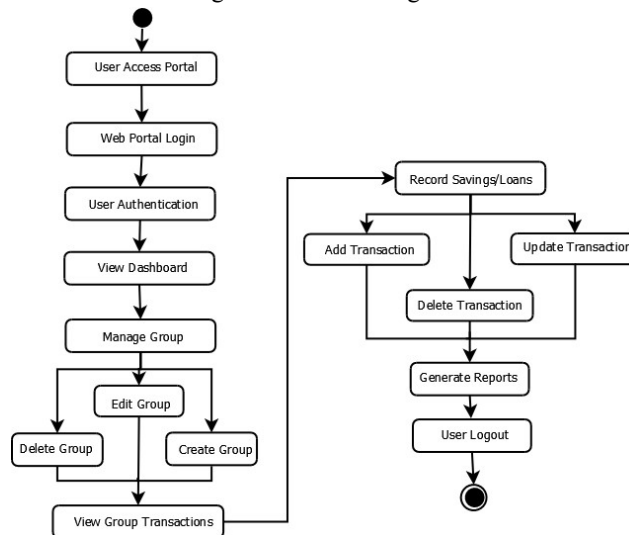 User Access Portal
Web Portal Login
User Authentication
View Dashboard
Manage Group
Edit Group
Delete Group
Create Group
View Group Transactions
Record Savings/Loans
Add Transaction
Update Transaction
Delete Transaction
Generate Reports
User Logout